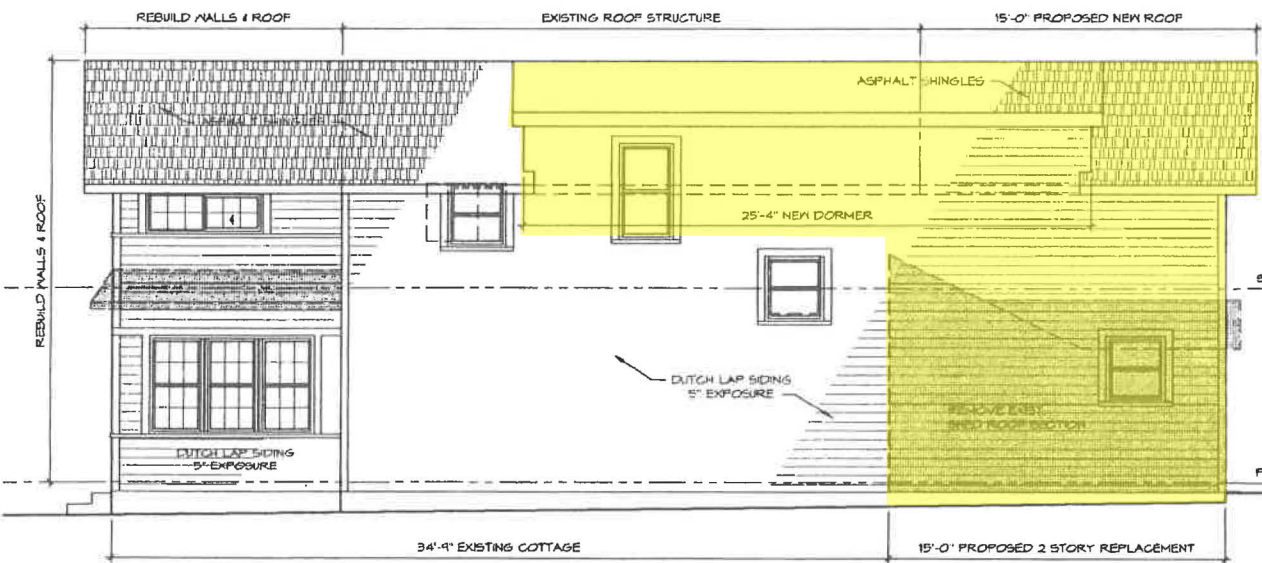 REBUILD WALLS & ROOF
EXISTING ROOF STRUCTURE
15'-0" PROPOSED NEW ROOF
ASPHALT SHINGLES
ASPHALT SHINGLES
REBUILD WALLS & ROOF
25'-4" NEW DORMER
DUTCH LAP SIDING
5" EXPOSURE
REMOVE EXIST.
SHED ROOF SECTION
DUTCH LAP SIDING
5" EXPOSURE
F
34'-9" EXISTING COTTAGE
15'-0" PROPOSED 2 STORY REPLACEMENT